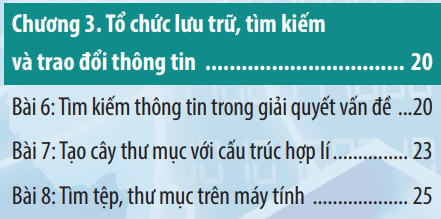 Chương 3. Tổ chức lưu trữ, tìm kiếm
và trao đổi thông tin ................................. 20
Bài 6: Tìm kiếm thông tin trong giải quyết vấn đề ...20
Bài 7: Tạo cây thư mục với cấu trúc hợp lí............. 23
Bài 8: Tìm tệp, thư mục trên máy tính ................ 25